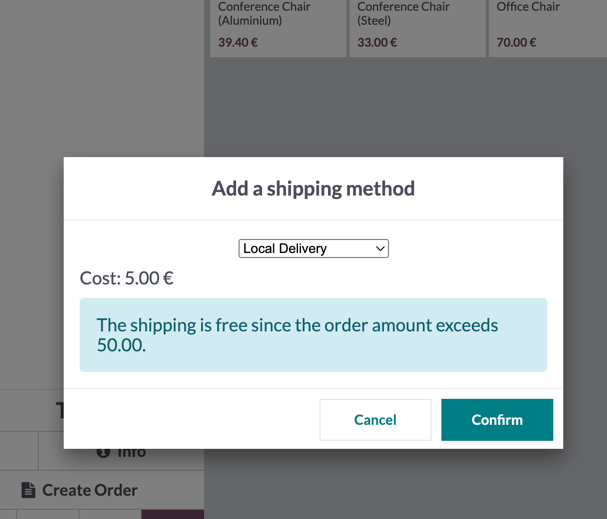 Conference Chair
(Aluminium)
39.40 €
Conference Chair
(Steel)
33.00 €
Office Chair
70.00 €
Add a shipping method
Local Delivery
Cost: 5.00 €
The shipping is free since the order amount exceeds
50.00.
Cancel
Confirm
Info
Create Order